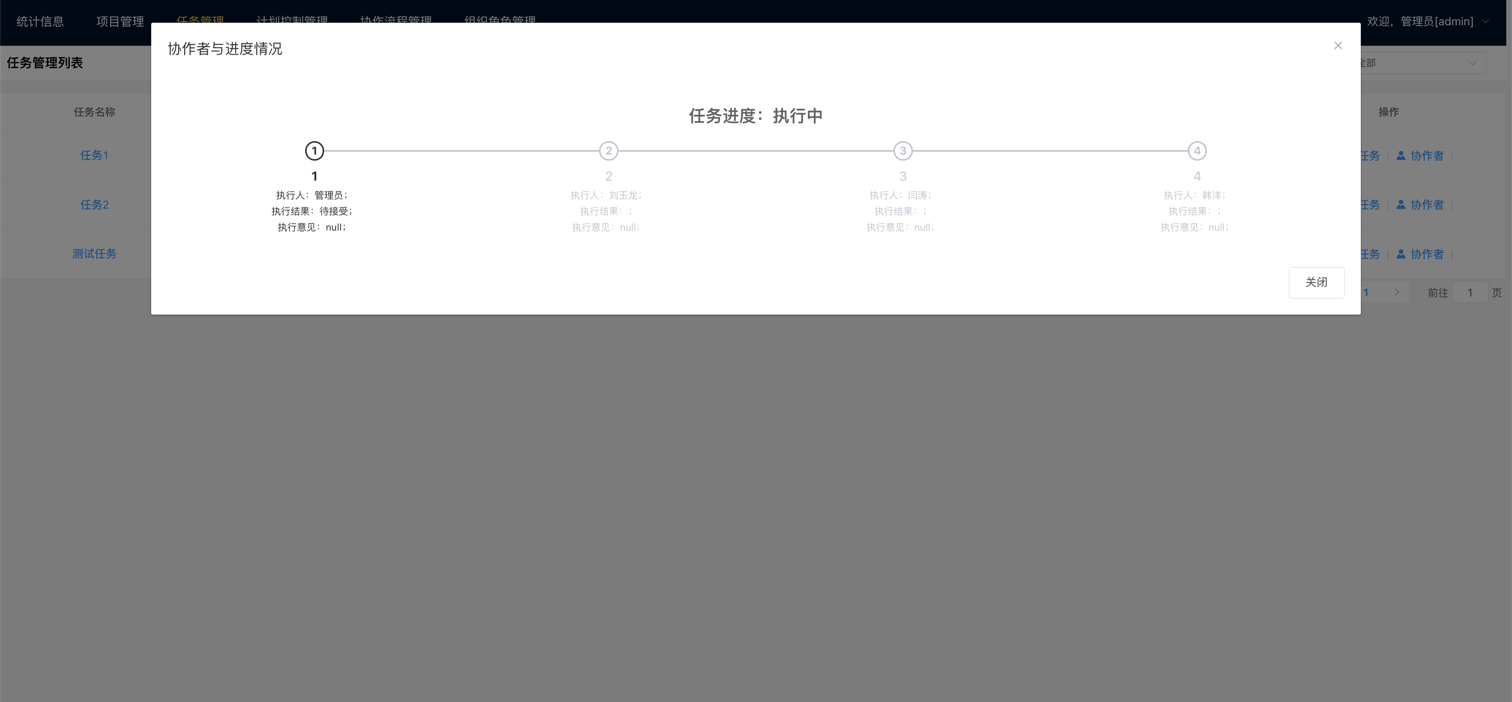 统计信息 项目管理 任务管理 计划控制管理 协作流程管理 组织角色管理 欢迎，管理员[admin]
协作者与进度情况
任务管理列表 全部
任务进度：执行中
任务名称 操作
1 2 3 4
任务1 任务 协作者
1 2 3 4
执行人：管理员； 执行人：刘玉龙； 执行人：闫涛； 执行人：韩洋；
任务2 任务 协作者
执行结果：待接受； 执行结果：； 执行结果：； 执行结果：；
执行意见：null； 执行意见：null； 执行意见：null； 执行意见：null；
测试任务 任务 协作者
关闭
1 前往 1 页